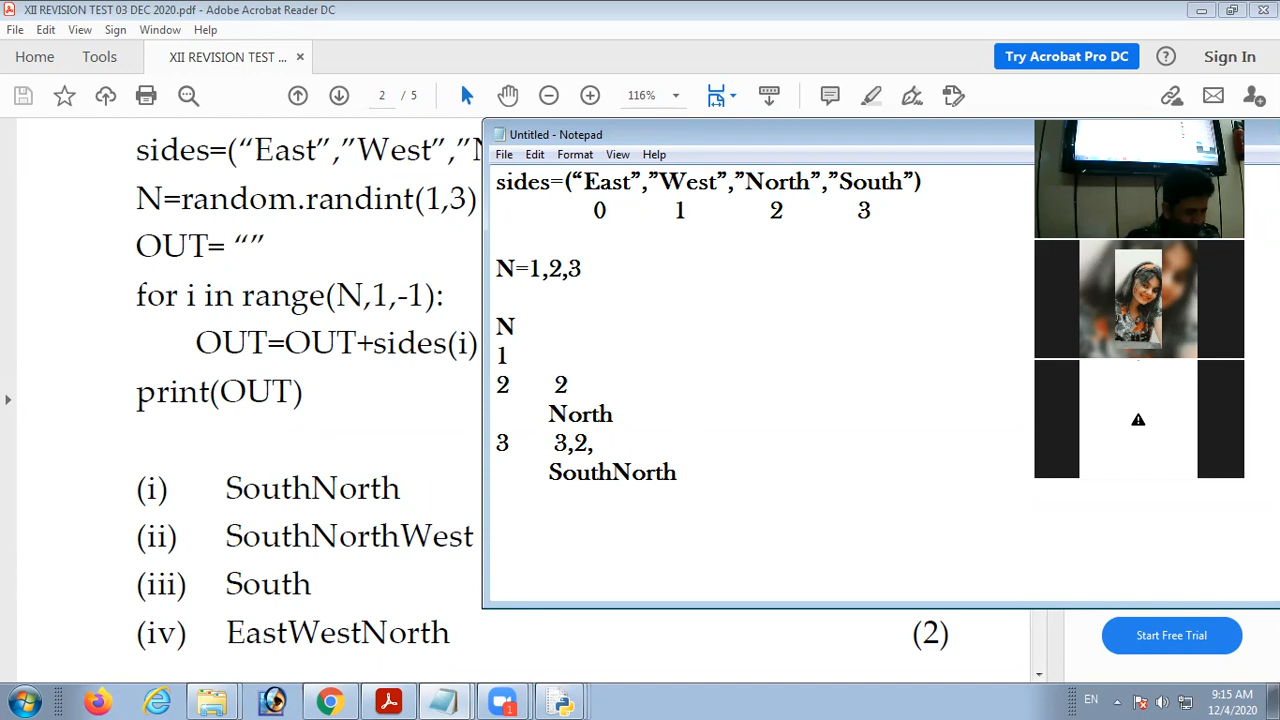 XII REVISION TEST 03 DEC 2020.pdf - Adobe Acrobat Reader DC
File Edit View Sign Window Help
Home Tools XII REVISION TEST ... × Try Acrobat Pro DC ? Sign In
2 / 5 116%
sides=(“East”,”West”,”N
N=random.randint(1,3)
OUT= “”
for i in range(N,1,-1):
OUT=OUT+sides(i)
print(OUT)
(i) SouthNorth
(ii) SouthNorthWest
(iii) South
(iv) EastWestNorth (2)
Untitled - Notepad
File Edit Format View Help
sides=(“East”,”West”,”North”,”South”)
0 1 2 3
N=1,2,3
N
1
2 2
North
3 3,2,
SouthNorth
Start Free Trial
1
EN 9:15 AM
12/4/2020